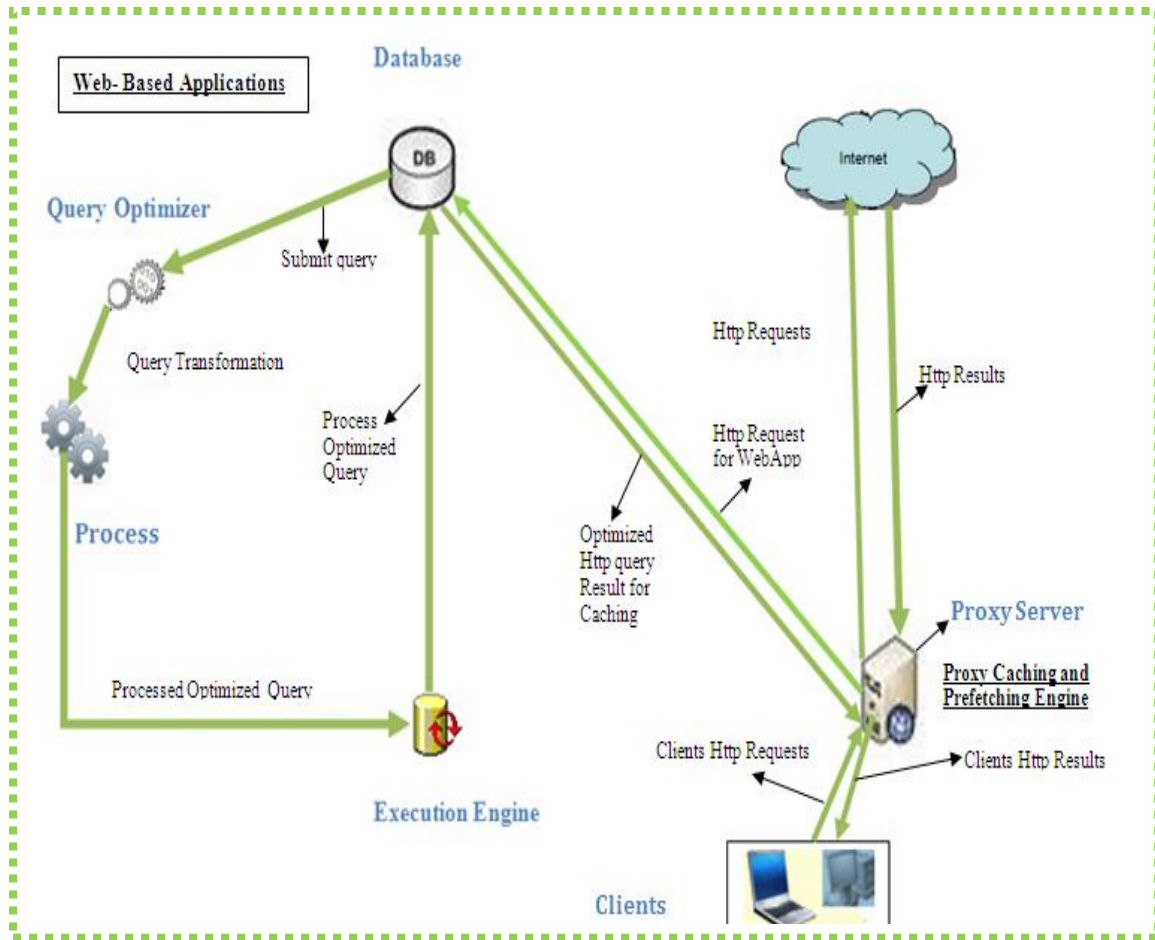 Database
Web- Based Applications
DB
Internet
Query Optimizer
Submit query
Http Requests
Query Transformation
Http Results
Process
Optimized
Query
Http Request
for WebApp
Process
Optimized
Http query
Result for
Caching
Proxy Server
Proxy Caching and
Prefetching Engine
Processed Optimized Query
Clients Http Requests
Clients Http Results
Execution Engine
Clients